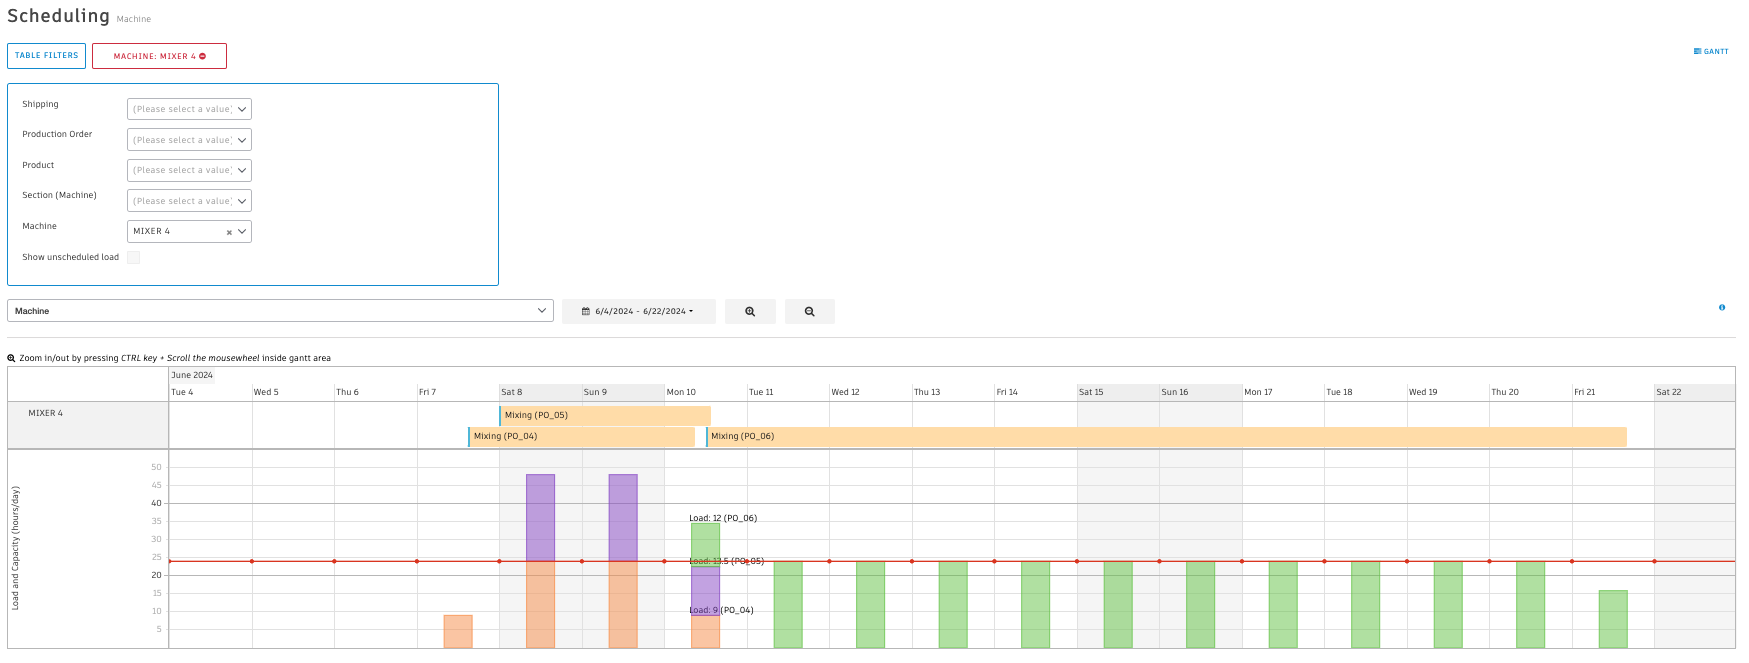 Scheduling Machine
TABLE FILTERS MACHINE: MIXER 4
GANTT
Shipping (Please select a value)
Production Order (Please select a value)
Product (Please select a value)
Section (Machine) (Please select a value)
Machine MIXER 4
Show unscheduled load
Machine 6/4/2024 - 6/22/2024
Zoom in/out by pressing CTRL key + Scroll the mousewheel inside gantt area
June 2024
Tue 4 Wed 5 Thu 6 Fri 7 Sat 8 Sun 9 Mon 10 Tue 11 Wed 12 Thu 13 Fri 14 Sat 15 Sun 16 Mon 17 Tue 18 Wed 19 Thu 20 Fri 21 Sat 22
MIXER 4
Mixing (PO_05)
Mixing (PO_04) Mixing (PO_06)
Load and Capacity (hours/day)
50
45
40
35
30
25
20
15
10
5
Load: 12 (PO_06)
Load: 13.5 (PO_05)
Load: 9 (PO_04)